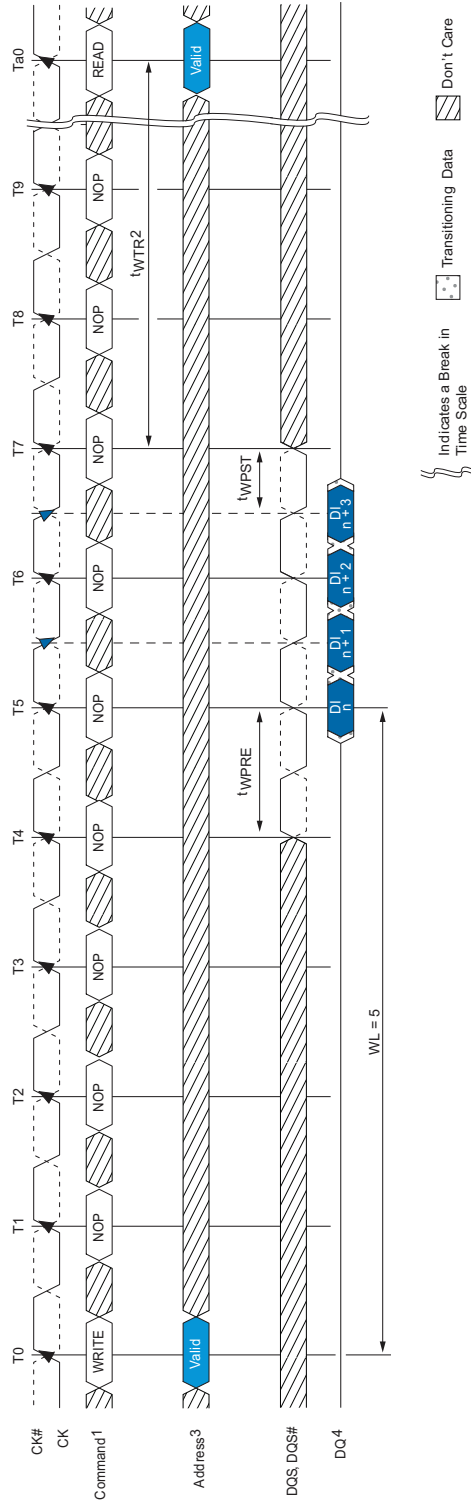 T0 T1 T2 T3 T4 T5 T6 T7 T8 T9 Ta0
CK#
CK
Command1 WRITE NOP NOP NOP NOP NOP NOP NOP NOP NOP READ
tWTR2
Address3 Valid Valid
tWPRE tWPST
DQS, DQS#
DQ4 DI n DI n + 1 DI n + 2 DI n + 3
WL = 5
Indicates a Break in
Time Scale
Transitioning Data
Don't Care